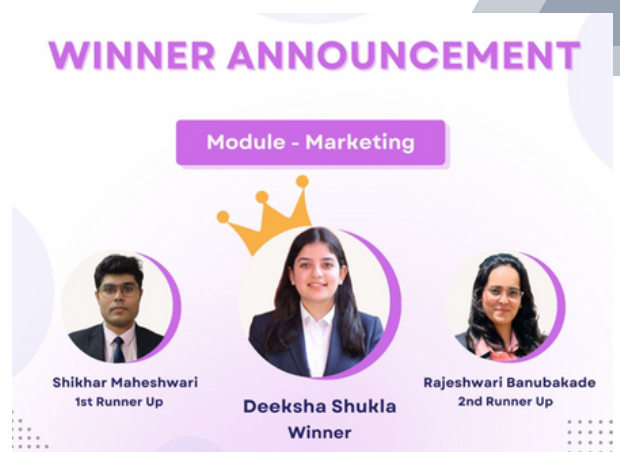 WINNER ANNOUNCEMENT
Module - Marketing
Shikhar Maheshwari
1st Runner Up
Deeksha Shukla
Winner
Rajeshwari Banubakade
2nd Runner Up